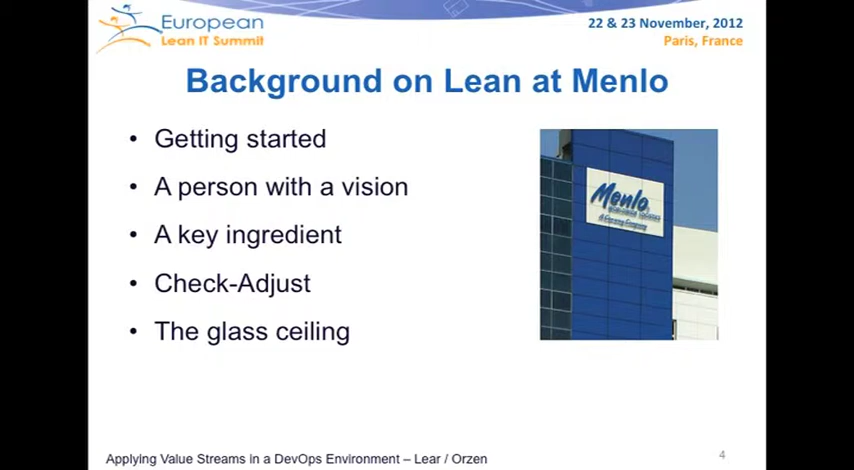 European
Lean IT Summit
22 & 23 November, 2012
Paris, France
Background on Lean at Menlo
• Getting started
• A person with a vision
• A key ingredient
• Check-Adjust
• The glass ceiling
Menlo
Applying Value Streams in a DevOps Environment – Lear / Orzen
4